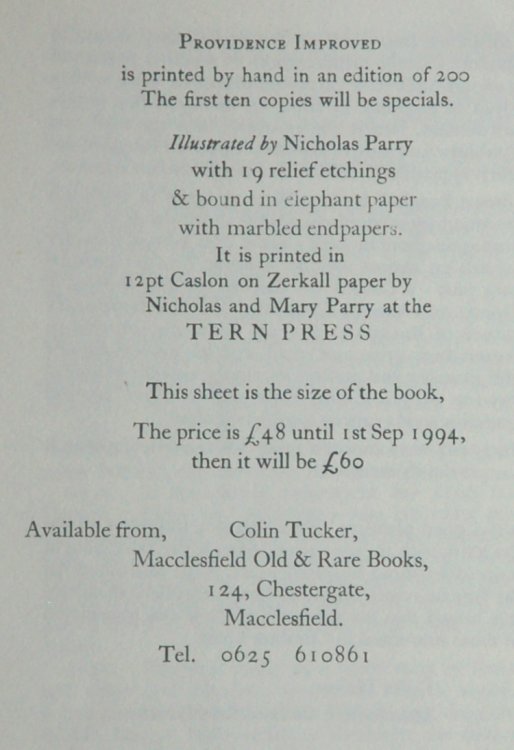 PROVIDENCE IMPROVED
is printed by hand in an edition of 200
The first ten copies will be specials.
Illustrated by Nicholas Parry
with 19 relief etchings
& bound in elephant paper
with marbled endpapers.
It is printed in
12pt Caslon on Zerkall paper by
Nicholas and Mary Parry at the
TERN PRESS
This sheet is the size of the book,
The price is £48 until 1st Sep 1994,
then it will be £60
Available from, Colin Tucker,
Macclesfield Old & Rare Books,
124, Chestergate,
Macclesfield.
Tel. 0625 610861